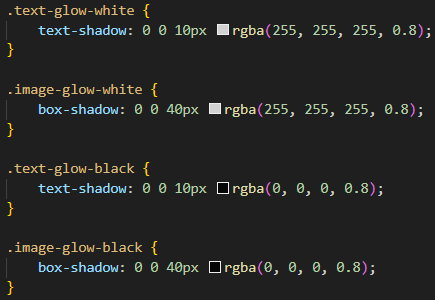 .text-glow-white {
    text-shadow: 0 0 10px rgba(255, 255, 255, 0.8);
}

.image-glow-white {
    box-shadow: 0 0 40px rgba(255, 255, 255, 0.8);
}

.text-glow-black {
    text-shadow: 0 0 10px rgba(0, 0, 0, 0.8);
}

.image-glow-black {
    box-shadow: 0 0 40px rgba(0, 0, 0, 0.8);
}